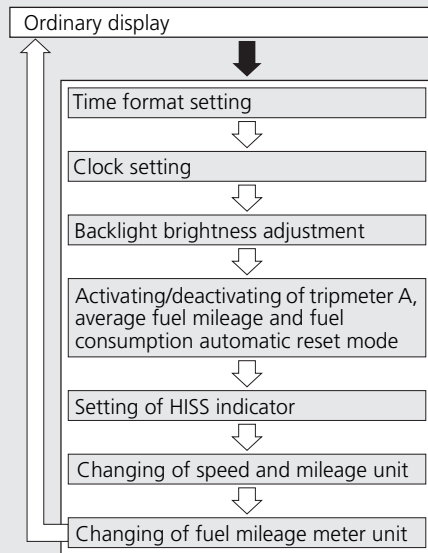 Ordinary display
Time format setting
Clock setting
Backlight brightness adjustment
Activating/deactivating of tripmeter A,
average fuel mileage and fuel
consumption automatic reset mode
Setting of HISS indicator
Changing of speed and mileage unit
Changing of fuel mileage meter unit